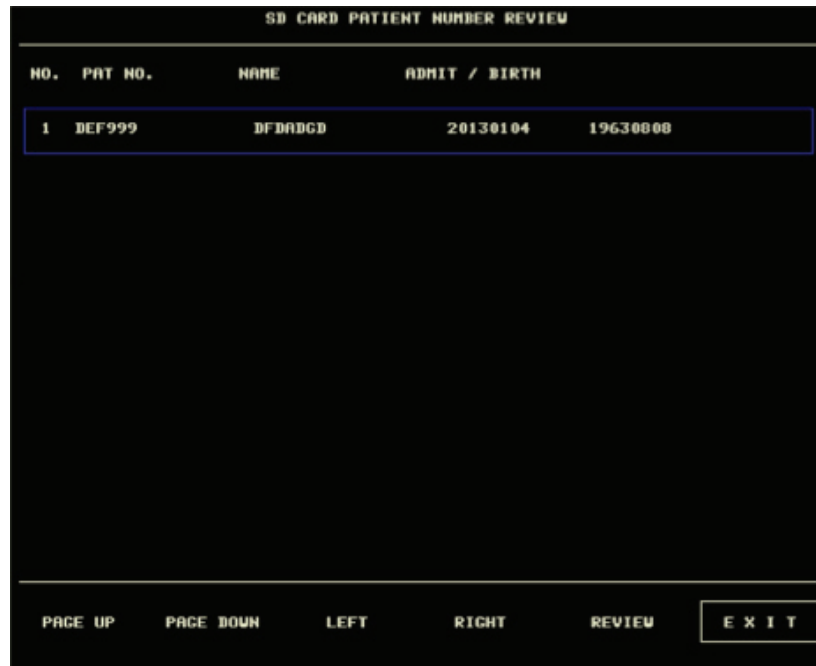 SD CARD PATIENT NUMBER REVIEW
NO. PAT NO. NAME ADMIT / BIRTH
1 DEF999 DFDADGD 20130104 19630808
PAGE UP PAGE DOWN LEFT RIGHT REVIEW E X I T